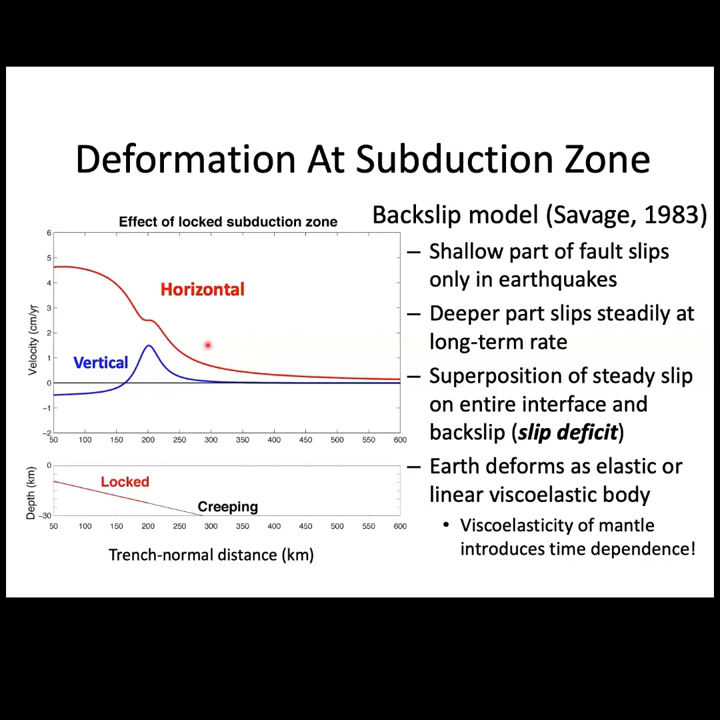 Deformation At Subduction Zone
Backslip model (Savage, 1983)
– Shallow part of fault slips
only in earthquakes
– Deeper part slips steadily at
long-term rate
– Superposition of steady slip
on entire interface and
backslip (slip deficit)
– Earth deforms as elastic or
linear viscoelastic body
• Viscoelasticity of mantle
introduces time dependence!
Effect of locked subduction zone
Velocity (cm/yr)
6
5
4
3
2
1
0
−1
−2
Horizontal
Vertical
50 100 150 200 250 300 350 400 450 500 550 600
Depth (km)
0
−30
Locked
Creeping
50 100 150 200 250 300 350 400 450 500 550 600
Trench-normal distance (km)